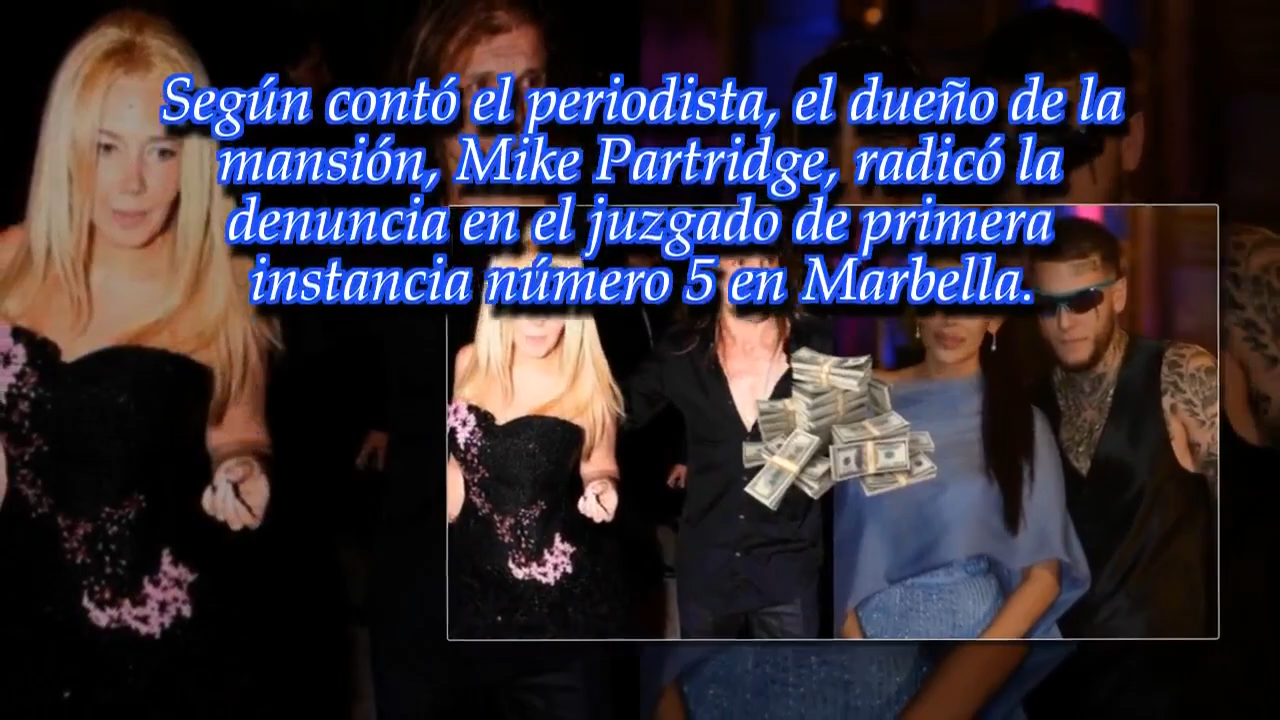 Según contó el periodista, el dueño de la
mansión, Mike Partridge, radicó la
denuncia en el juzgado de primera
instancia número 5 en Marbella.